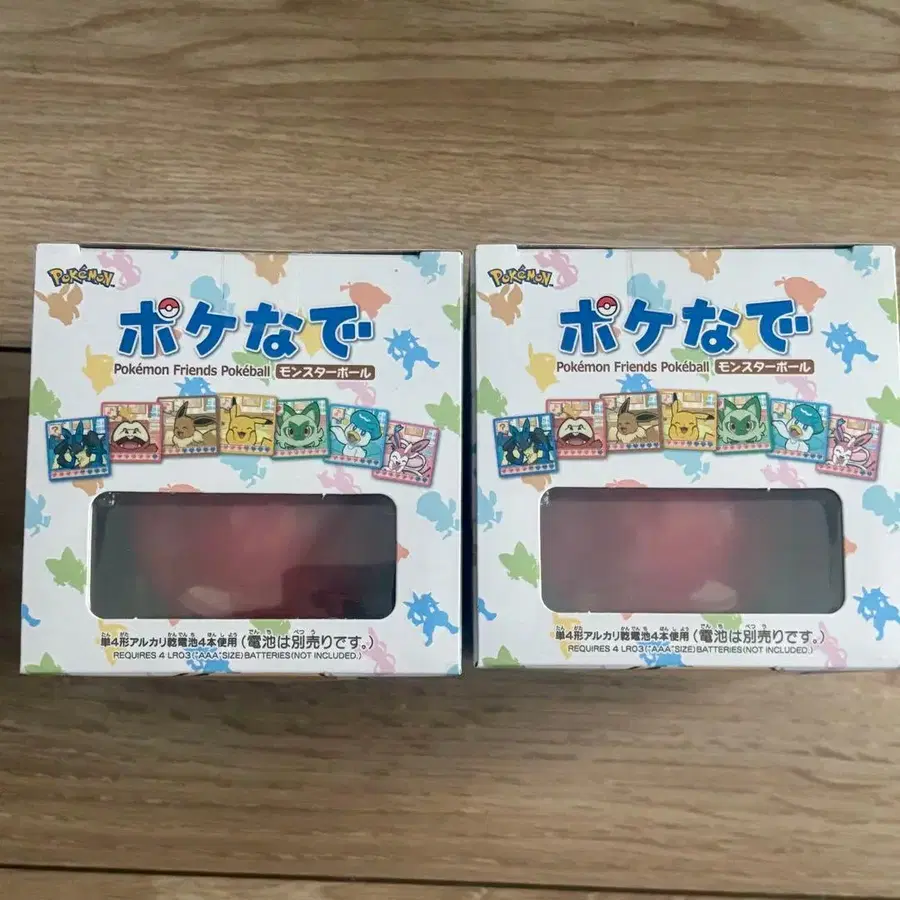 POKÉMON
ポケなで
Pokémon Friends Pokéball モンスターボール
単4形アルカリ乾電池4本使用(電池は別売りです。)
REQUIRES 4 LR03("AAA"SIZE)BATTERIES(NOT INCLUDED.)
POKÉMON
ポケなで
Pokémon Friends Pokéball モンスターボール
単4形アルカリ乾電池4本使用(電池は別売りです。)
REQUIRES 4 LR03("AAA"SIZE)BATTERIES(NOT INCLUDED.)